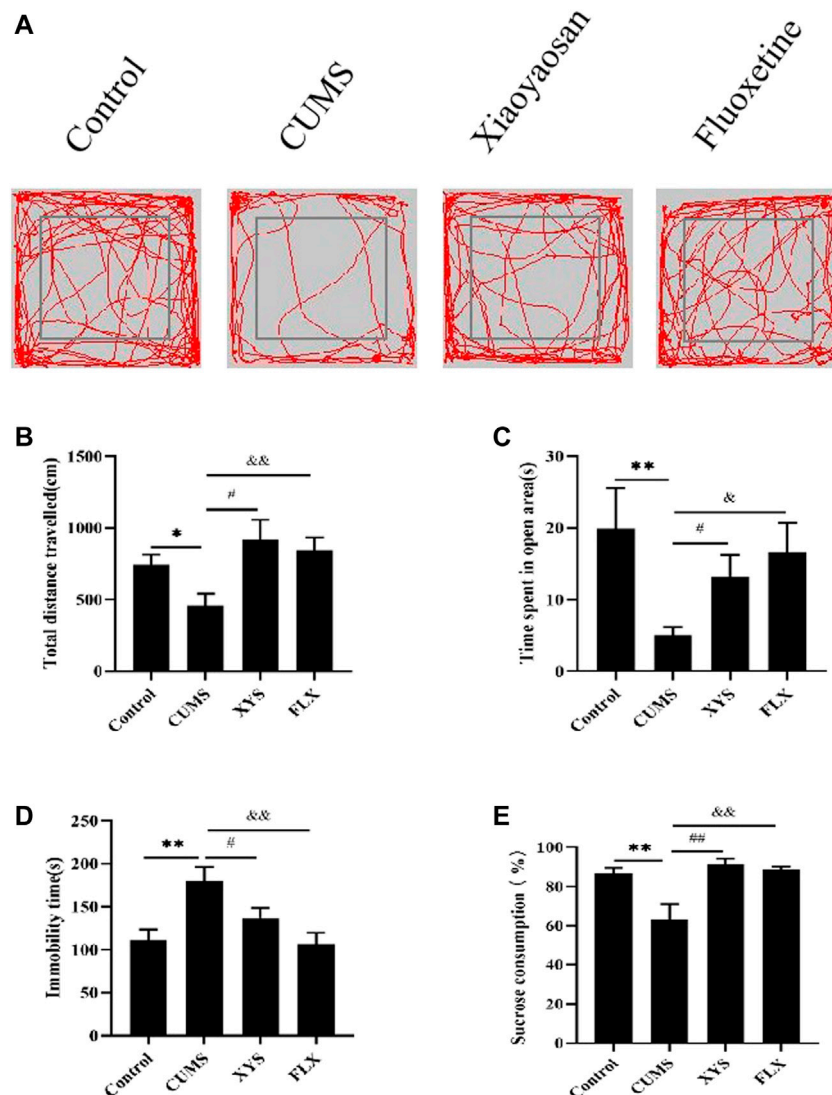 A
Control
CUMS
Xiaoyaosan
Fluoxetine
B
Total distance travelled(cm)
1500
1000
500
0
*
#
&&
Control
CUMS
XYS
FLX
C
Time spent in open area(s)
30
20
10
0
**
#
&
Control
CUMS
XYS
FLX
D
Immobility time(s)
250
200
150
100
50
0
**
#
&&
Control
CUMS
XYS
FLX
E
Sucrose consumption ( %)
100
80
60
40
20
0
**
##
&&
Control
CUMS
XYS
FLX